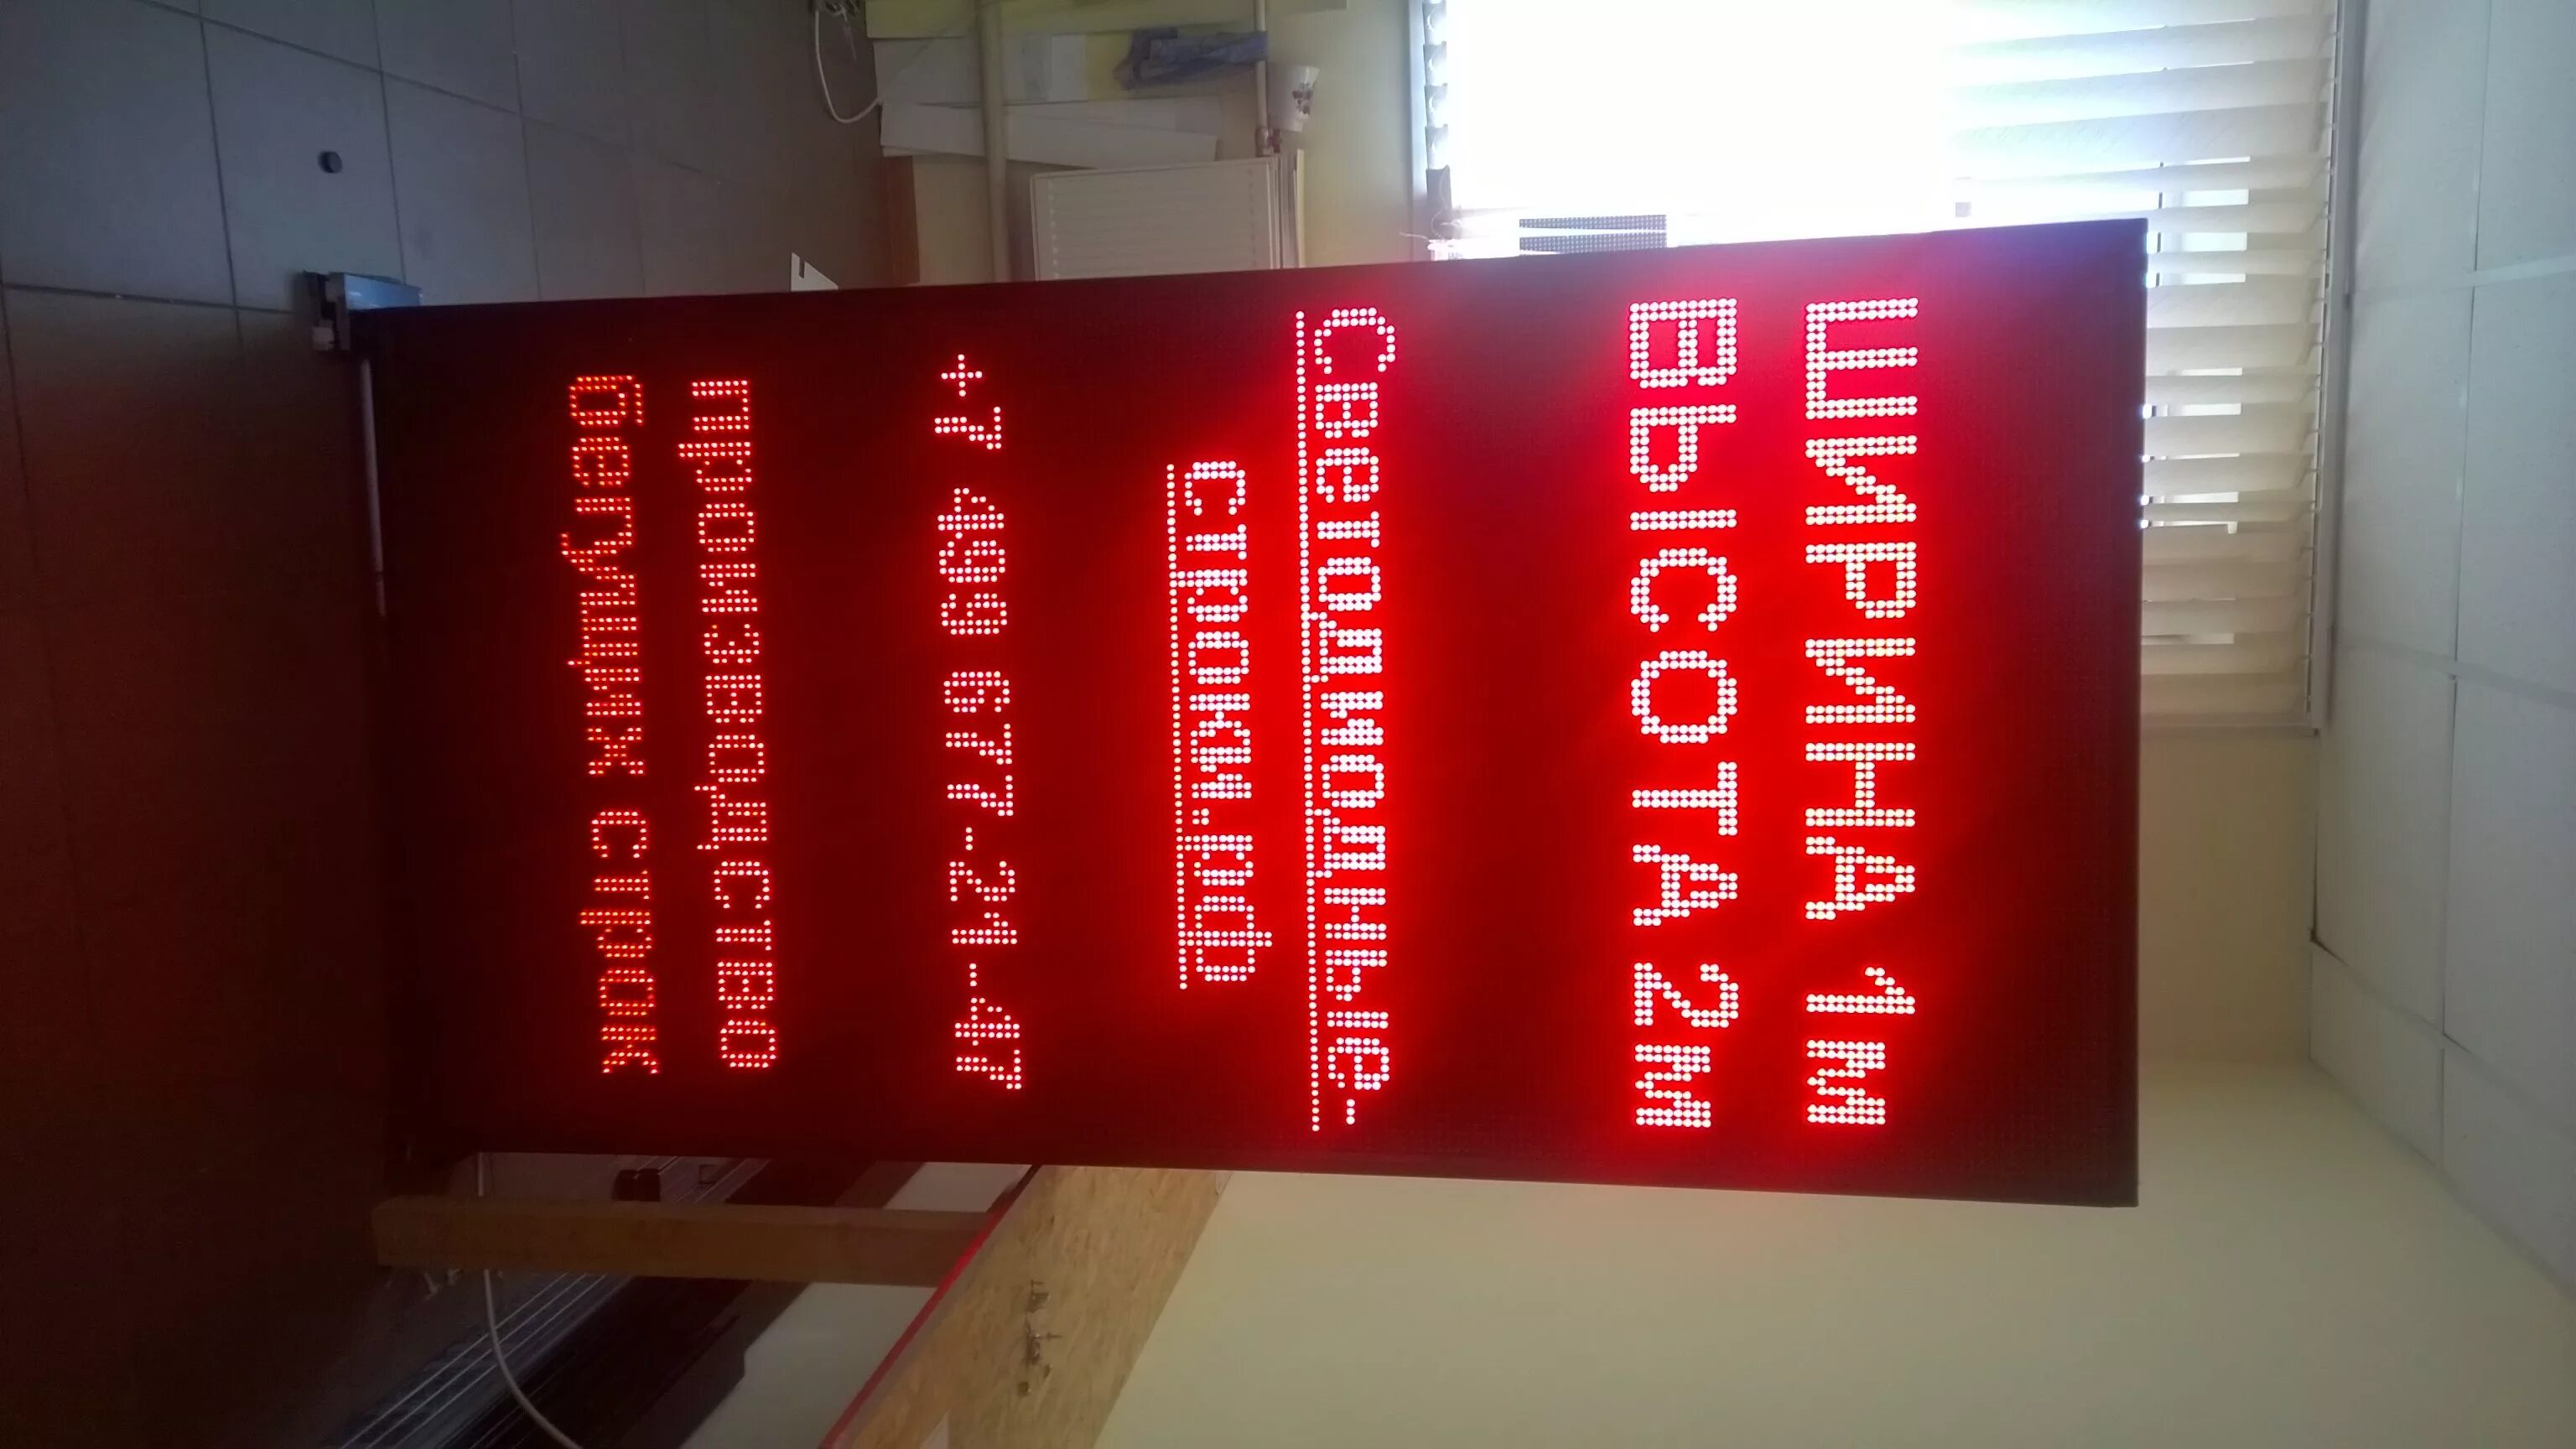 ШИРИНА 1м
ВЫСОТА 2м
Светодиодные-
строки.рф
+7 499 677-21-47
производство
бегущих строк